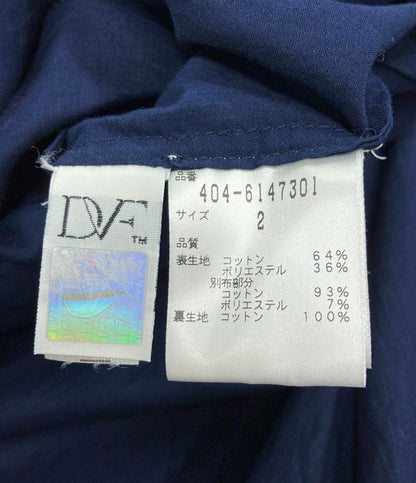 DVF™
品番
404-6147301
サイズ
2
品質
表生地 コットン 64%
ポリエステル 36%
別布部分
コットン 93%
ポリエステル 7%
裏生地 コットン 100%